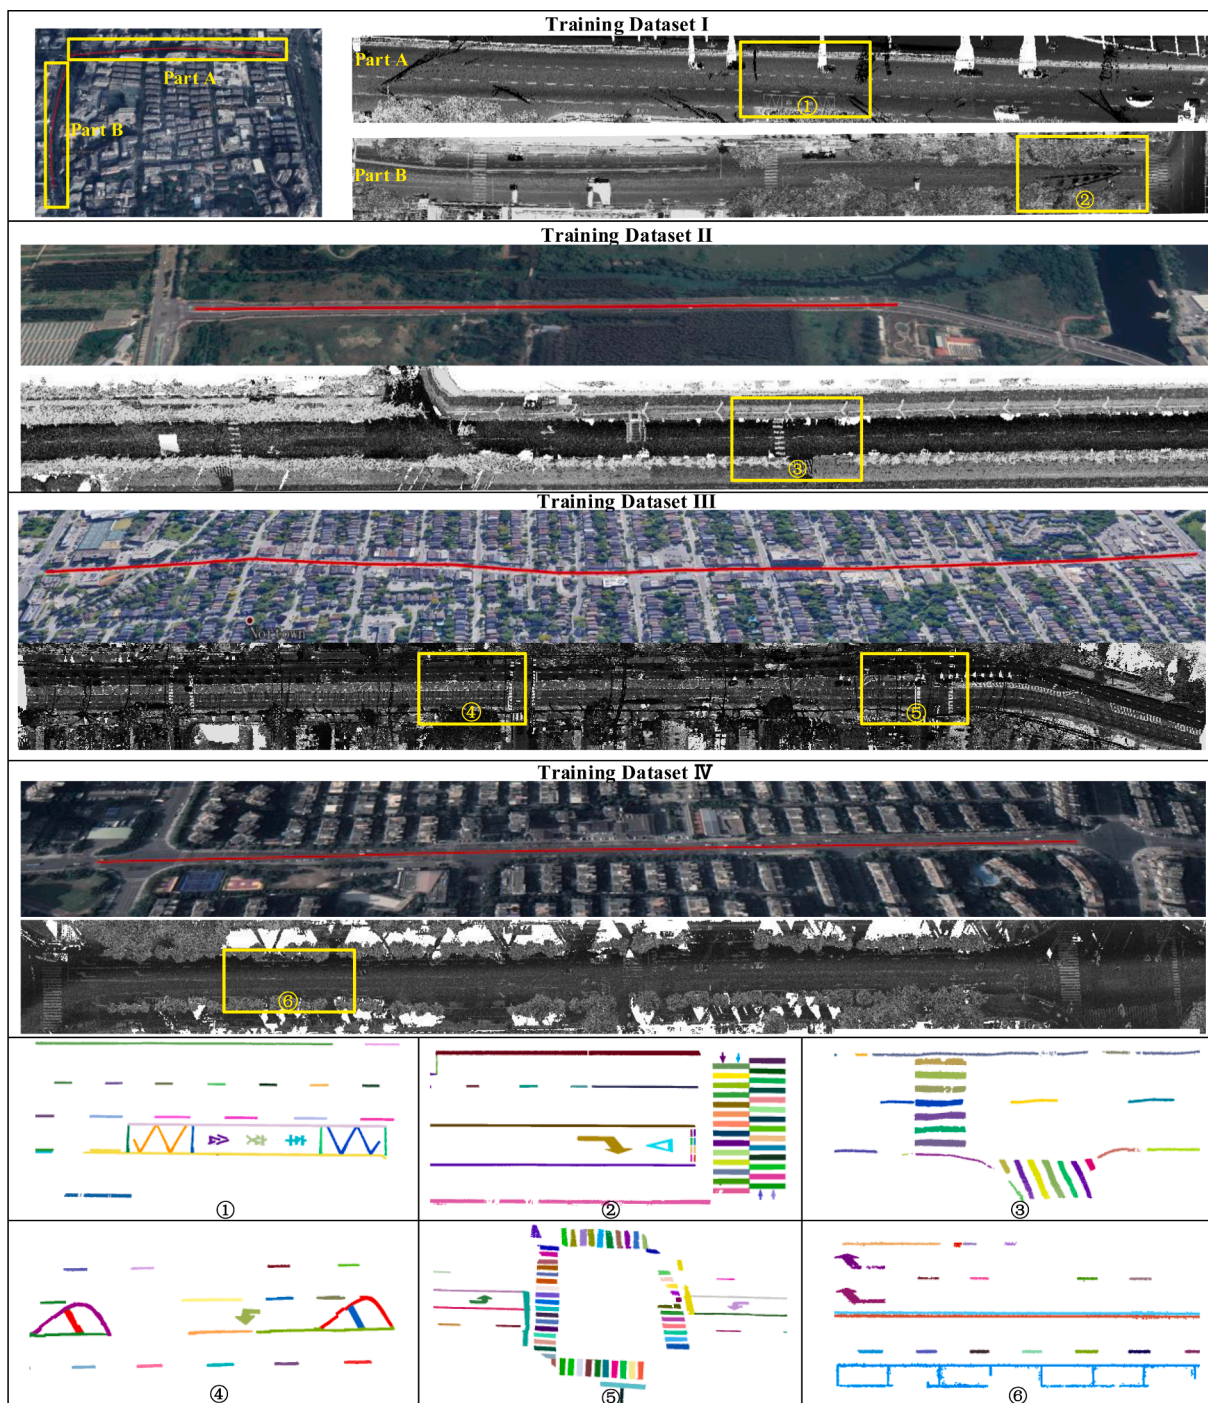 Training Dataset I
Part A
Part B
Part A
①
Part B
②
Training Dataset II
③
Training Dataset III
Nortown
④
⑤
Training Dataset Ⅳ
⑥
①
②
③
④
⑤
⑥